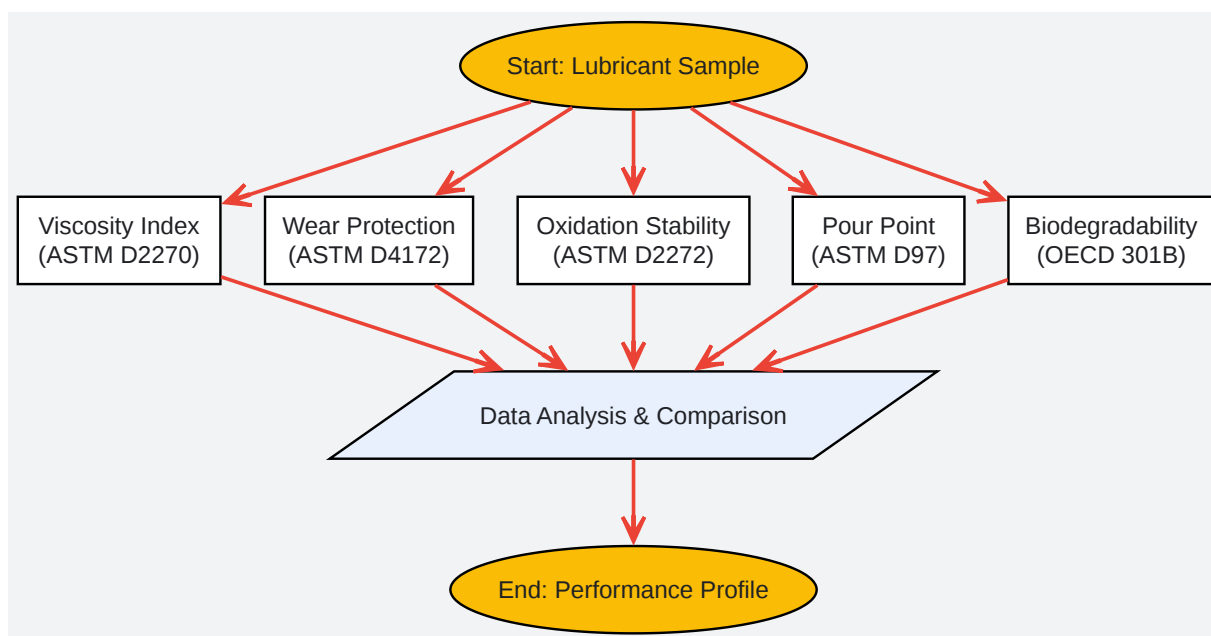 Start: Lubricant Sample
Viscosity Index
(ASTM D2270)
Wear Protection
(ASTM D4172)
Oxidation Stability
(ASTM D2272)
Pour Point
(ASTM D97)
Biodegradability
(OECD 301B)
Data Analysis & Comparison
End: Performance Profile